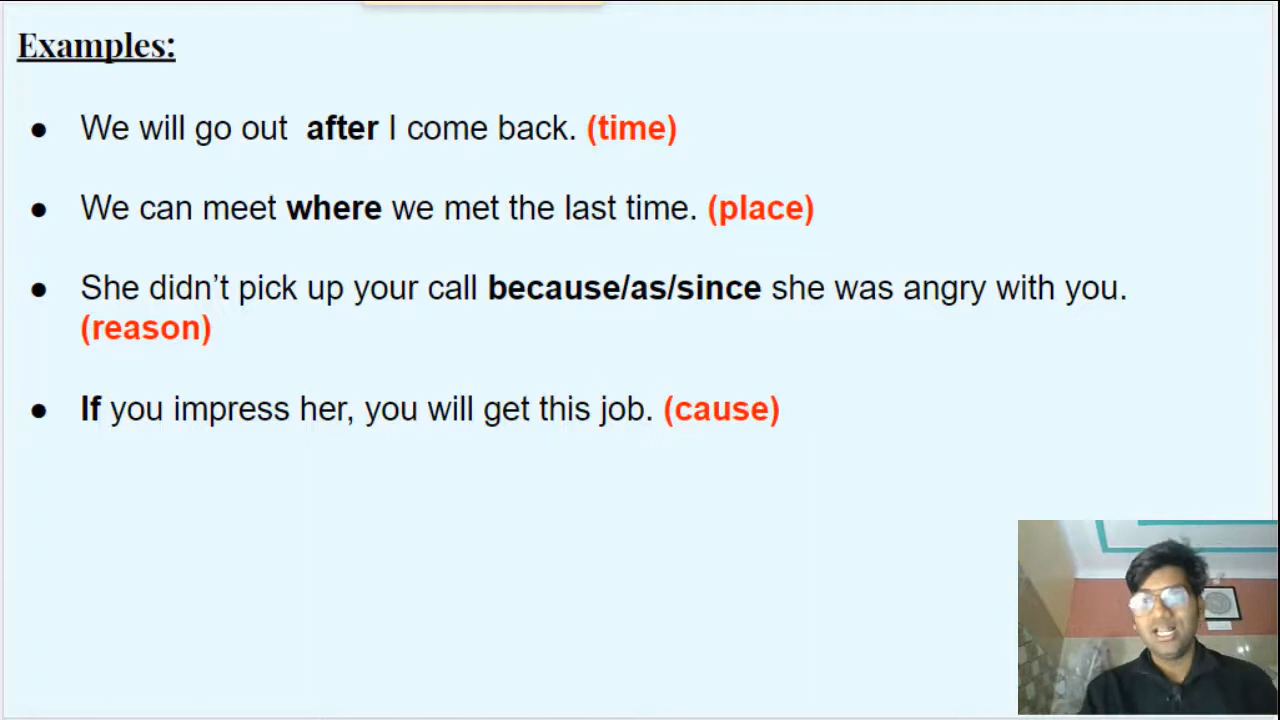 Examples:
● We will go out after I come back. (time)
● We can meet where we met the last time. (place)
● She didn’t pick up your call because/as/since she was angry with you.
(reason)
● If you impress her, you will get this job. (cause)